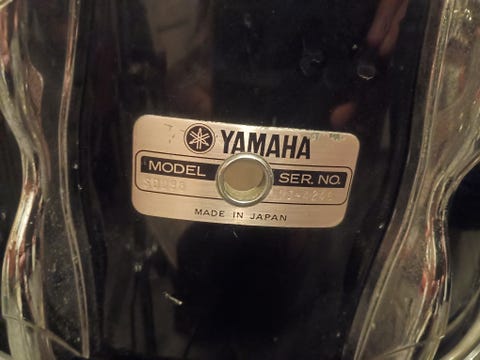 YAMAHA
MODEL SER. NO.
MADE IN JAPAN